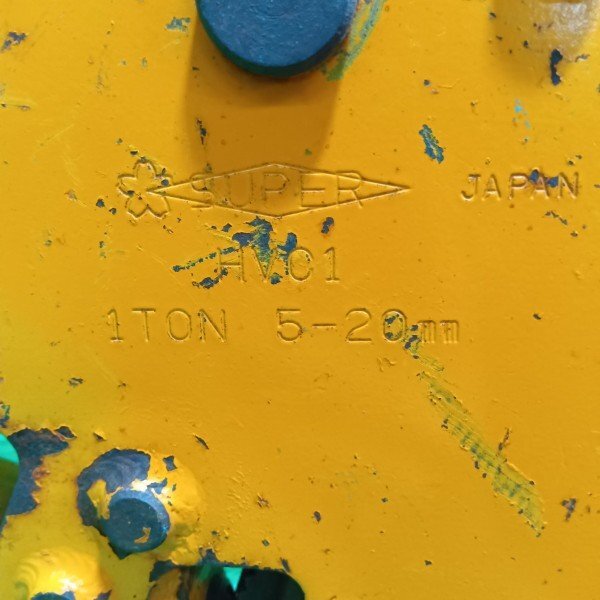 SUPER JAPAN
HVC1
1TON 5-20mm